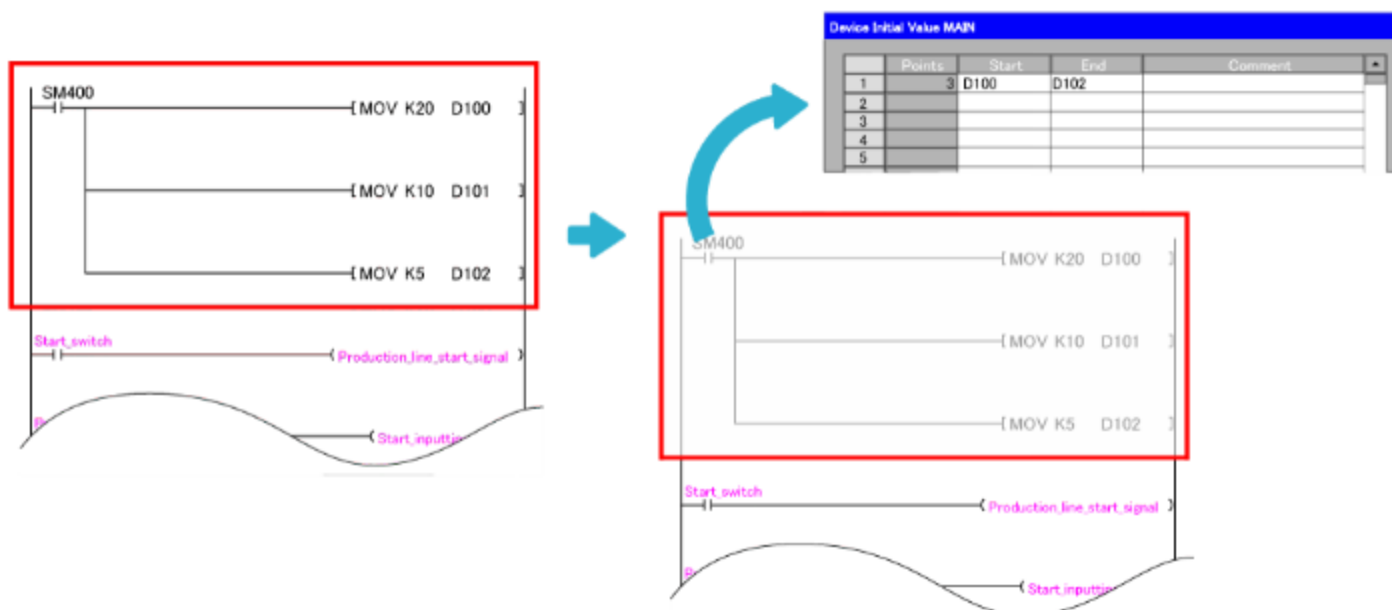 Device Initial Value MAIN
Points Start End Comment
1 3 D100 D102
2
3
4
5
SM400
[MOV K20 D100 ]
[MOV K10 D101 ]
[MOV K5 D102 ]
Start_switch
( Production_line_start_signal )
( Start_inputtin
SM400
[MOV K20 D100 ]
[MOV K10 D101 ]
[MOV K5 D102 ]
Start_switch
( Production_line_start_signal )
( Start_inputtin